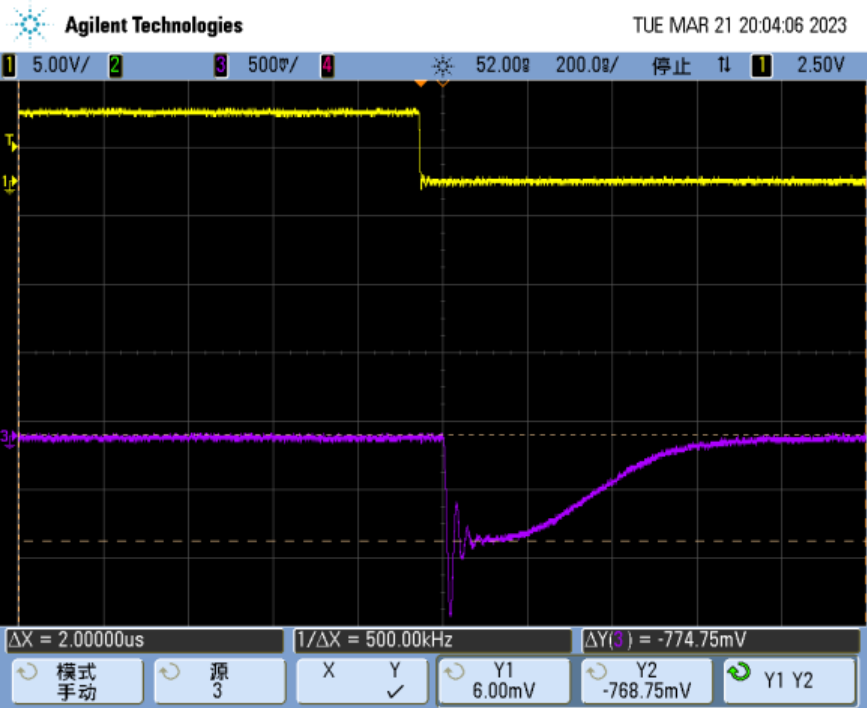 Agilent Technologies
TUE MAR 21 20:04:06 2023
1 5.00V/ 2 3 500mV/ 4 52.00s 200.0s/ 停止 1 2.50V
T
1
3
ΔX = 2.00000us 1/ΔX = 500.00kHz ΔY(3) = -774.75mV
模式 源 X Y Y1 Y2 Y1 Y2
手动 3 ✓ 6.00mV -768.75mV